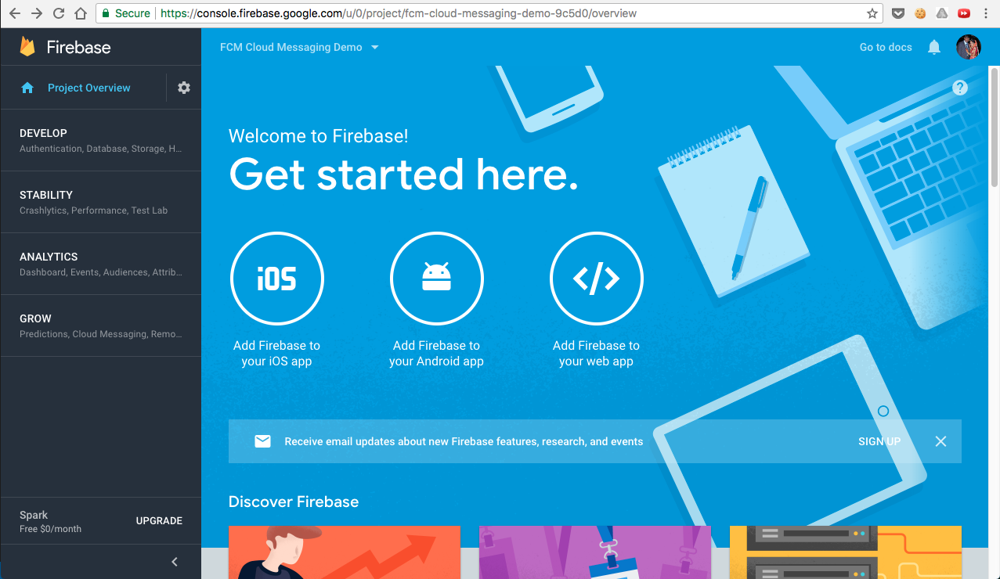 Secure https://console.firebase.google.com/u/0/project/fcm-cloud-messaging-demo-9c5d0/overview
Firebase
FCM Cloud Messaging Demo
Go to docs
Project Overview
?
DEVELOP
Authentication, Database, Storage, H...
STABILITY
Crashlytics, Performance, Test Lab
ANALYTICS
Dashboard, Events, Audiences, Attrib...
GROW
Predictions, Cloud Messaging, Remo...
Welcome to Firebase!
Get started here.
iOS
</>
Add Firebase to
your iOS app
Add Firebase to
your Android app
Add Firebase to
your web app
Receive email updates about new Firebase features, research, and events
SIGN UP
Discover Firebase
Spark
Free $0/month
UPGRADE